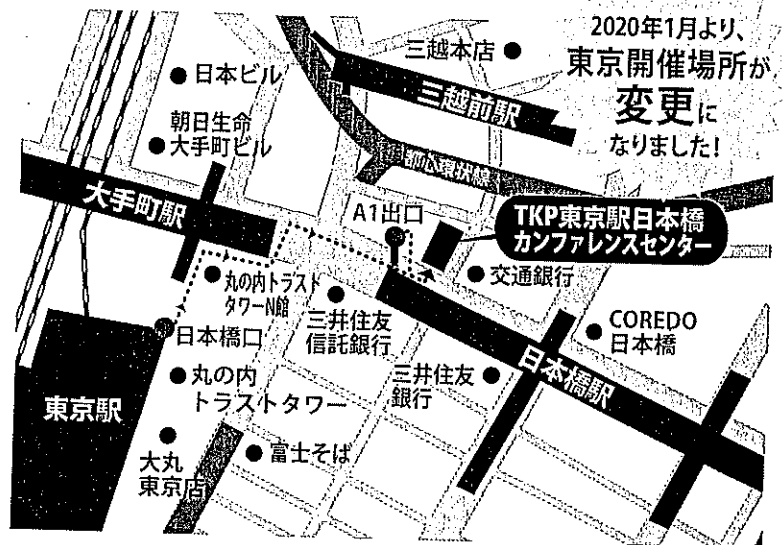 2020年1月より、
東京開催場所が
変更に
なりました!
三越本店
日本ビル
三越前駅
朝日生命
大手町ビル
都心環状線
大手町駅
A1出口
TKP東京駅日本橋
カンファレンスセンター
丸の内トラスト
タワーN館
交通銀行
三井住友
信託銀行
日本橋口
COREDO
日本橋
日本橋駅
三井住友
銀行
丸の内
トラストタワー
東京駅
大丸
東京店
富士そば